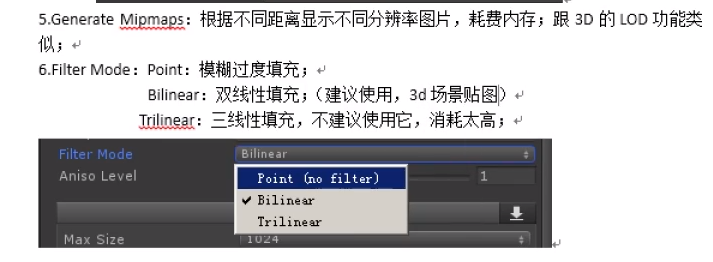 5.Generate Mipmaps：根据不同距离显示不同分辨率图片，耗费内存；跟 3D 的 LOD 功能类
似；
6.Filter Mode：Point：模糊过度填充；
Bilinear：双线性填充；（建议使用，3d 场景贴图）
Trilinear：三线性填充，不建议使用它，消耗太高；
Filter Mode Bilinear
Aniso Level 1
Point (no filter)
Bilinear
Trilinear
Max Size 1024